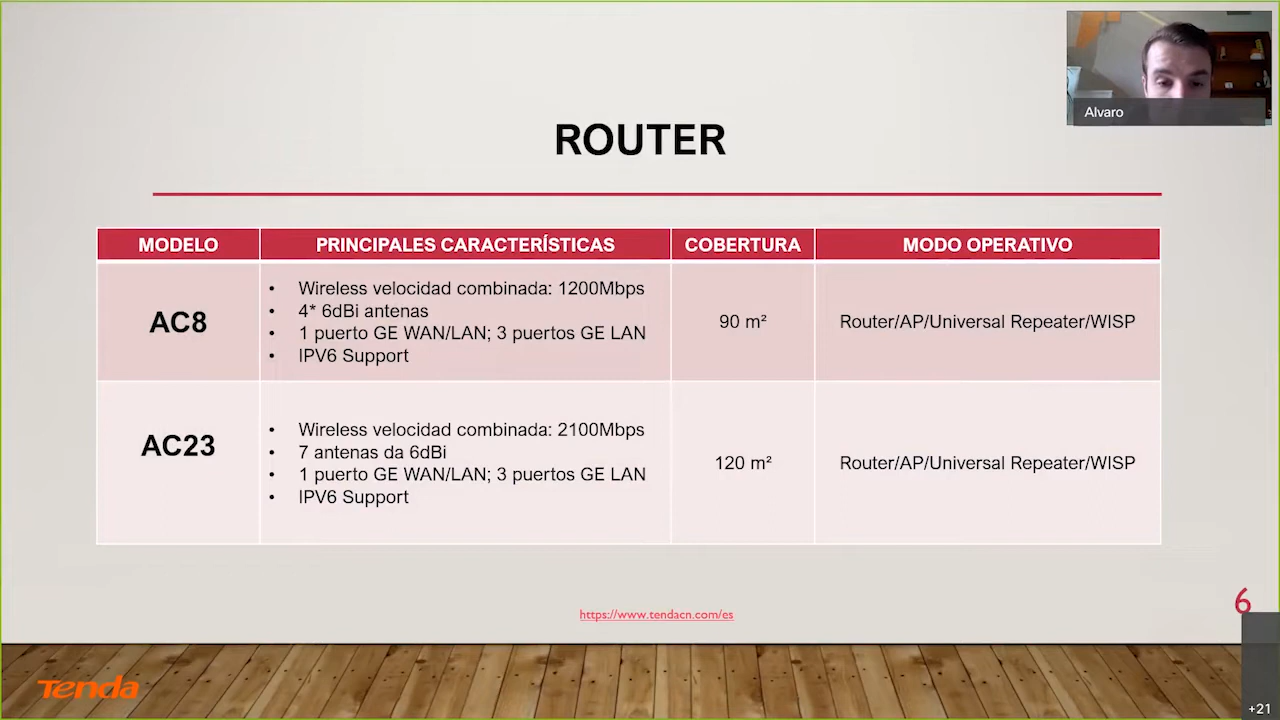 Alvaro
ROUTER
MODELO PRINCIPALES CARACTERÍSTICAS COBERTURA MODO OPERATIVO
AC8
• Wireless velocidad combinada: 1200Mbps
• 4* 6dBi antenas
• 1 puerto GE WAN/LAN; 3 puertos GE LAN
• IPV6 Support
90 m²
Router/AP/Universal Repeater/WISP
AC23
• Wireless velocidad combinada: 2100Mbps
• 7 antenas da 6dBi
• 1 puerto GE WAN/LAN; 3 puertos GE LAN
• IPV6 Support
120 m²
Router/AP/Universal Repeater/WISP
https://www.tendacn.com/es
6
Tenda
+21